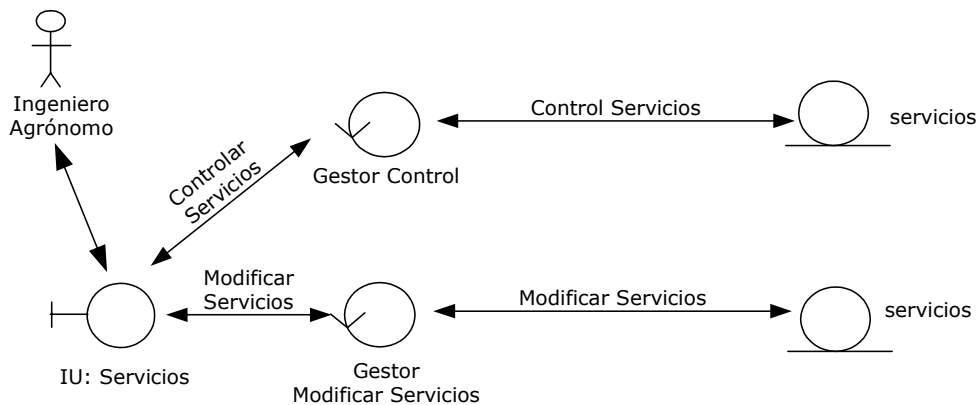 Ingeniero
Agrónomo
Controlar
Servicios
Gestor Control
Control Servicios
servicios
IU: Servicios
Modificar
Servicios
Gestor
Modificar Servicios
Modificar Servicios
servicios